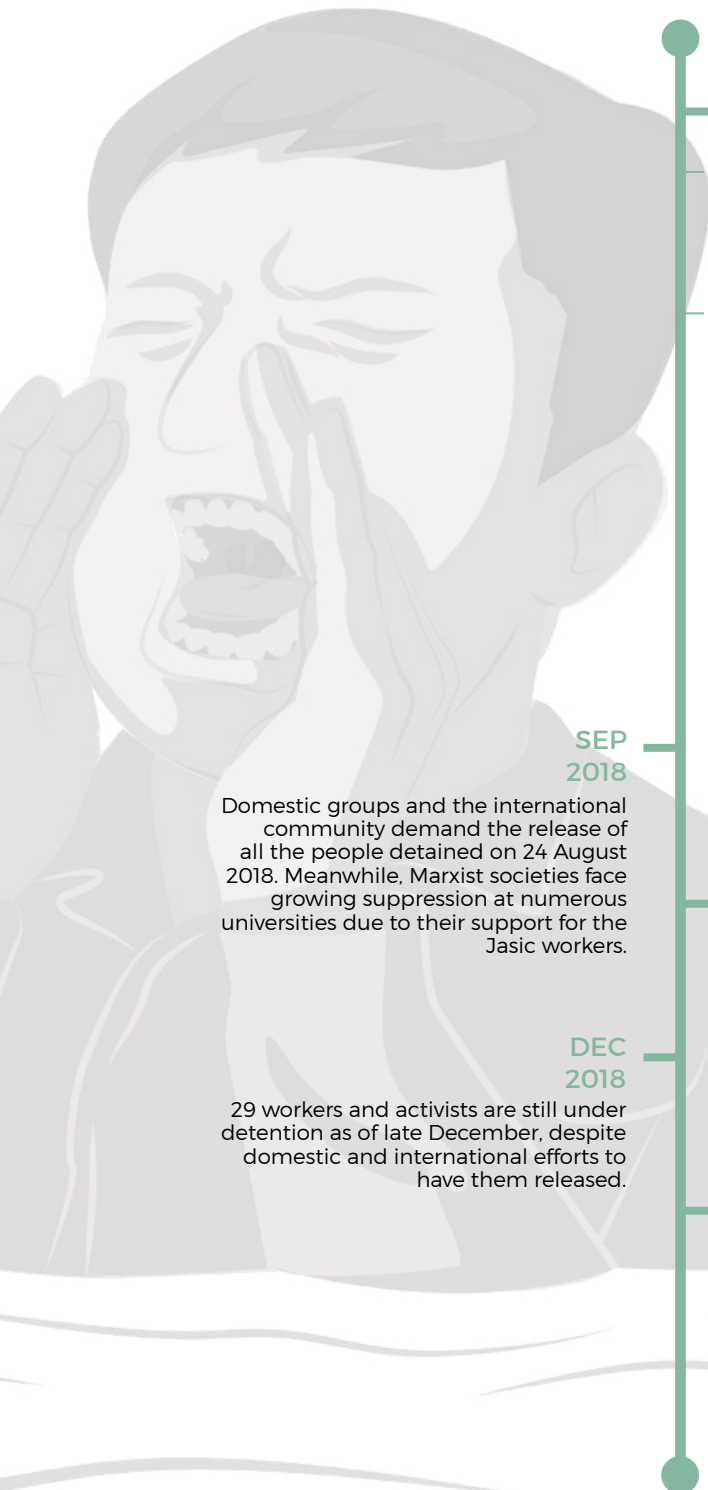 SEP
2018
Domestic groups and the international
community demand the release of
all the people detained on 24 August
2018. Meanwhile, Marxist societies face
growing suppression at numerous
universities due to their support for the
Jasic workers.
DEC
2018
29 workers and activists are still under
detention as of late December, despite
domestic and international efforts to
have them released.